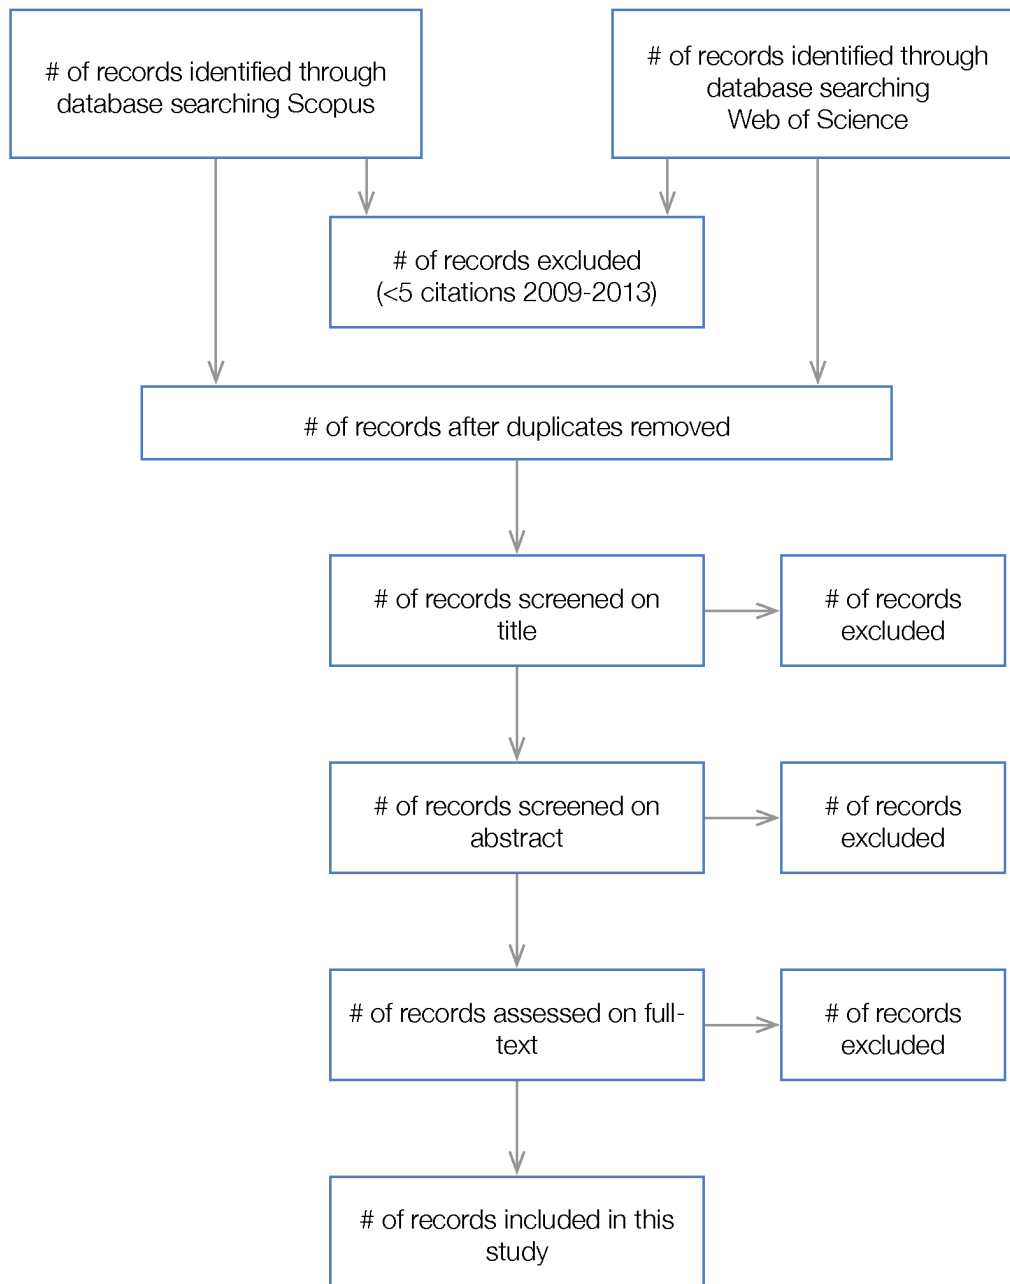 # of records identified through
database searching Scopus
# of records identified through
database searching
Web of Science
# of records excluded
(<5 citations 2009-2013)
# of records after duplicates removed
# of records screened on
title
# of records
excluded
# of records screened on
abstract
# of records
excluded
# of records assessed on full-
text
# of records
excluded
# of records included in this
study